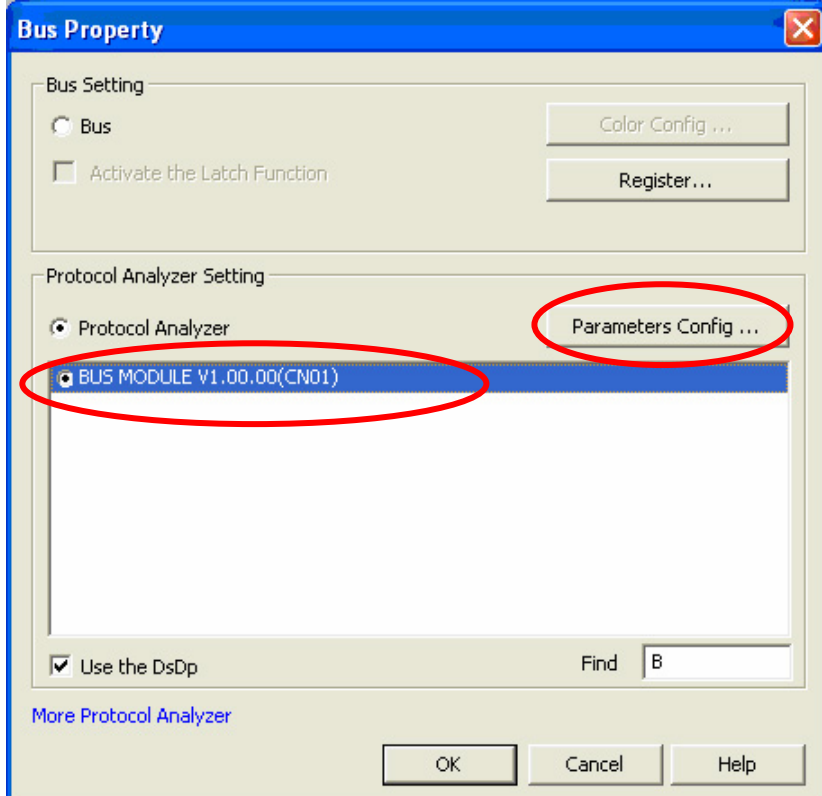 Bus Property
Bus Setting
Bus
Color Config ...
Activate the Latch Function
Register...
Protocol Analyzer Setting
Protocol Analyzer
Parameters Config ...
BUS MODULE V1.00.00(CN01)
Use the DsDp
Find
B
More Protocol Analyzer
OK
Cancel
Help